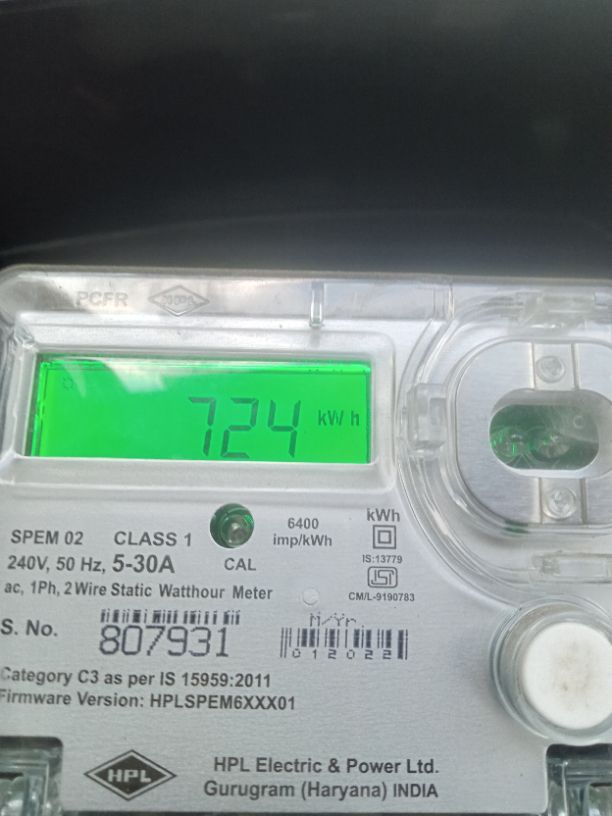 PCFR
724 kWh
SPEM 02 CLASS 1
240V, 50 Hz, 5-30A
CAL
6400
imp/kWh
kWh
IS:13779
ISI
CM/L-9190783
ac, 1Ph, 2 Wire Static Watthour Meter
S. No. 807931
M/Yr
012022
Category C3 as per IS 15959:2011
Firmware Version: HPLSPEM6XXX01
HPL
HPL Electric & Power Ltd.
Gurugram (Haryana) INDIA